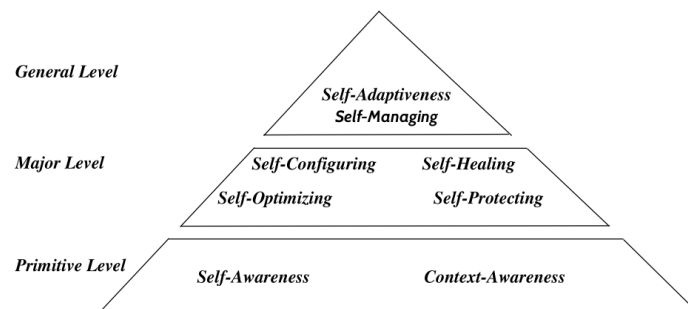 General Level
Self-Adaptiveness
Self-Managing
Major Level
Self-Configuring Self-Healing
Self-Optimizing Self-Protecting
Primitive Level
Self-Awareness Context-Awareness